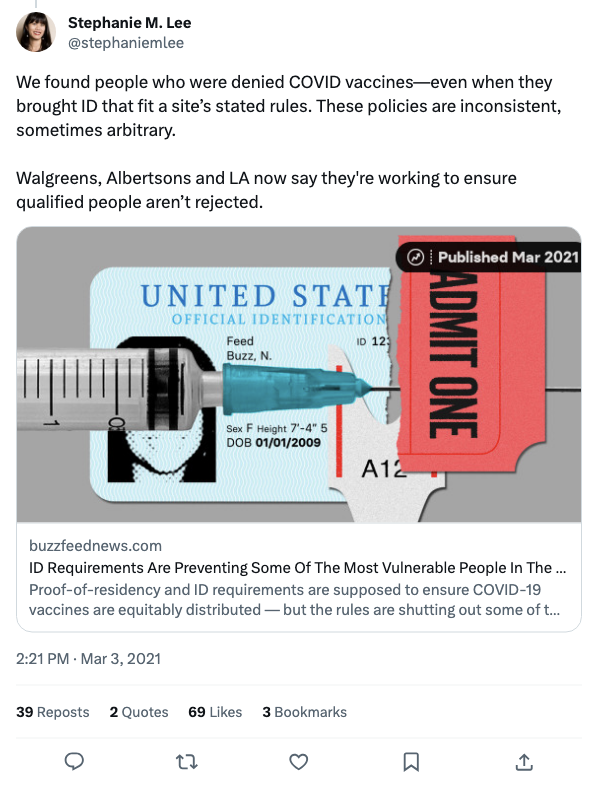 Stephanie M. Lee
@stephaniemlee
We found people who were denied COVID vaccines—even when they
brought ID that fit a site’s stated rules. These policies are inconsistent,
sometimes arbitrary.
Walgreens, Albertsons and LA now say they're working to ensure
qualified people aren’t rejected.
Published Mar 2021
UNITED STATE
OFFICIAL IDENTIFICATION
Feed
Buzz, N.
ID 123
Sex F Height 7'-4" 5
DOB 01/01/2009
ADMIT ONE
A12
1
0
buzzfeednews.com
ID Requirements Are Preventing Some Of The Most Vulnerable People In The ...
Proof-of-residency and ID requirements are supposed to ensure COVID-19
vaccines are equitably distributed — but the rules are shutting out some of t...
2:21 PM · Mar 3, 2021
39 Reposts 2 Quotes 69 Likes 3 Bookmarks